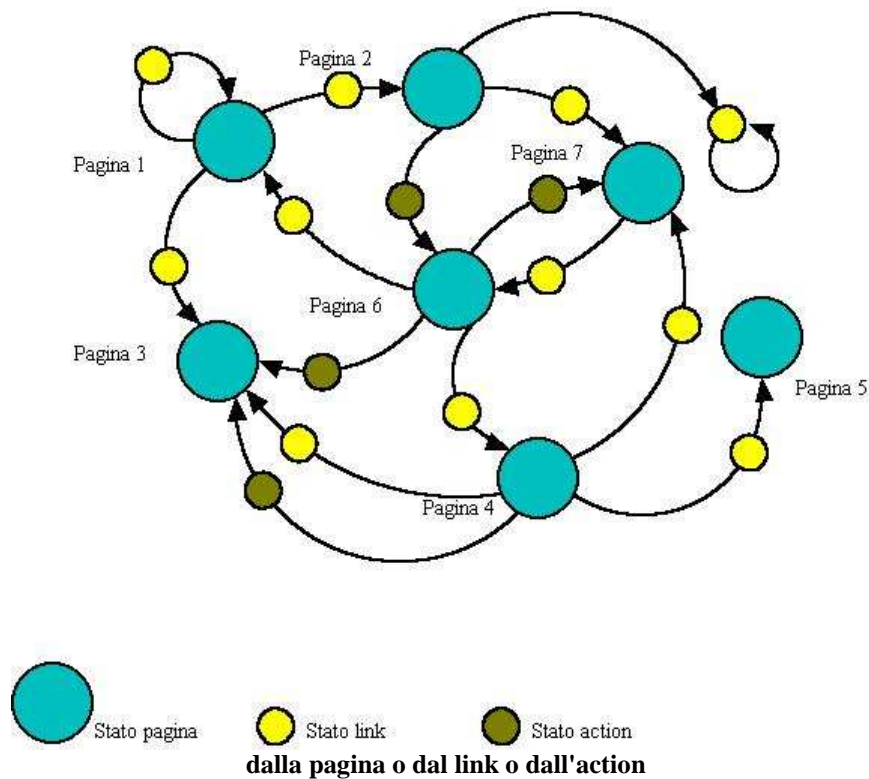 Pagina 2
Pagina 1
Pagina 7
Pagina 6
Pagina 3
Pagina 5
Pagina 4
Stato pagina
Stato link
Stato action
dalla pagina o dal link o dall'action